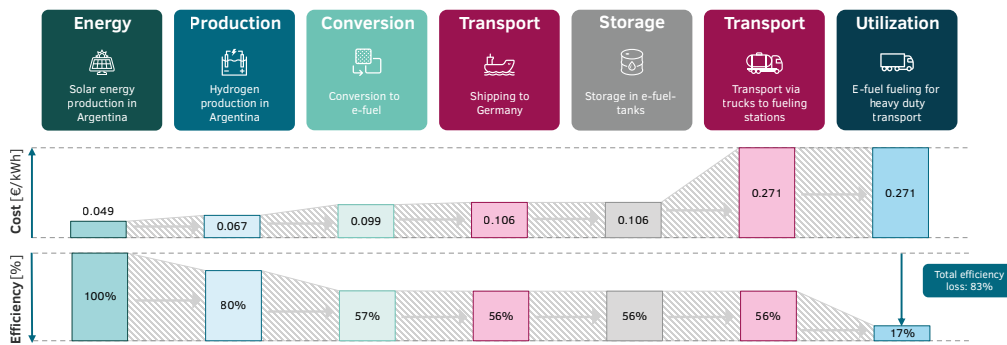 Energy
Solar energy
production in
Argentina
Production
Hydrogen
production in
Argentina
Conversion
Conversion to
e-fuel
Transport
Shipping to
Germany
Storage
Storage in e-fuel-
tanks
Transport
Transport via
trucks to fueling
stations
Utilization
E-fuel fueling for
heavy duty
transport
Cost [€/kWh]
0.049
0.067
0.099
0.106
0.106
0.271
0.271
Efficiency [%]
100%
80%
57%
56%
56%
56%
17%
Total efficiency
loss: 83%